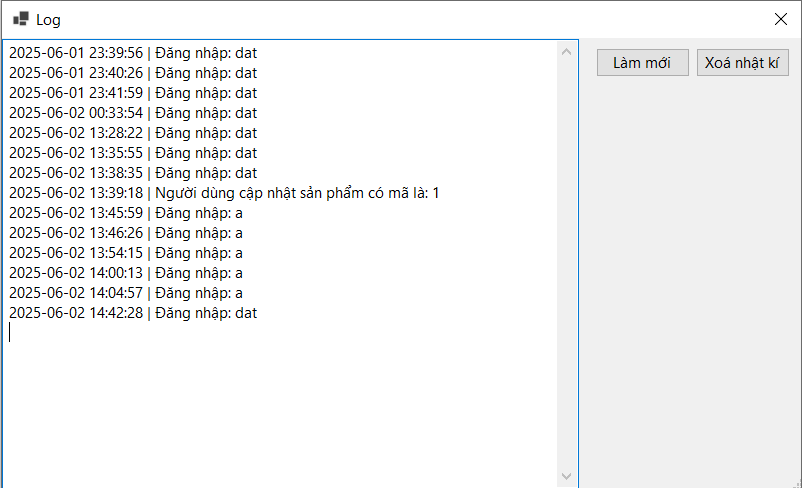 Log
2025-06-01 23:39:56 | Đăng nhập: dat
2025-06-01 23:40:26 | Đăng nhập: dat
2025-06-01 23:41:59 | Đăng nhập: dat
2025-06-02 00:33:54 | Đăng nhập: dat
2025-06-02 13:28:22 | Đăng nhập: dat
2025-06-02 13:35:55 | Đăng nhập: dat
2025-06-02 13:38:35 | Đăng nhập: dat
2025-06-02 13:39:18 | Người dùng cập nhật sản phẩm có mã là: 1
2025-06-02 13:45:59 | Đăng nhập: a
2025-06-02 13:46:26 | Đăng nhập: a
2025-06-02 13:54:15 | Đăng nhập: a
2025-06-02 14:00:13 | Đăng nhập: a
2025-06-02 14:04:57 | Đăng nhập: a
2025-06-02 14:42:28 | Đăng nhập: dat
Làm mới
Xoá nhật kí